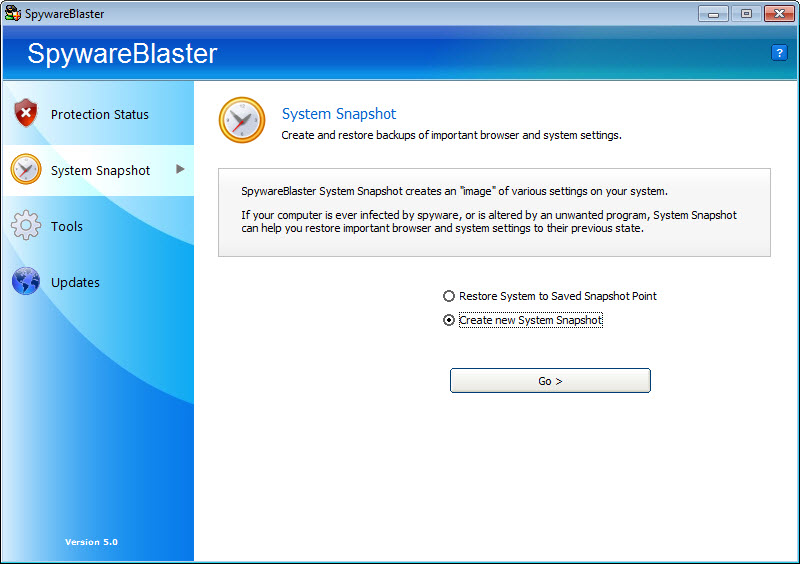 SpywareBlaster
SpywareBlaster
?
Protection Status
System Snapshot
Tools
Updates
Version 5.0
System Snapshot
Create and restore backups of important browser and system settings.
SpywareBlaster System Snapshot creates an "image" of various settings on your system.
If your computer is ever infected by spyware, or is altered by an unwanted program, System Snapshot
can help you restore important browser and system settings to their previous state.
Restore System to Saved Snapshot Point
Create new System Snapshot
Go >